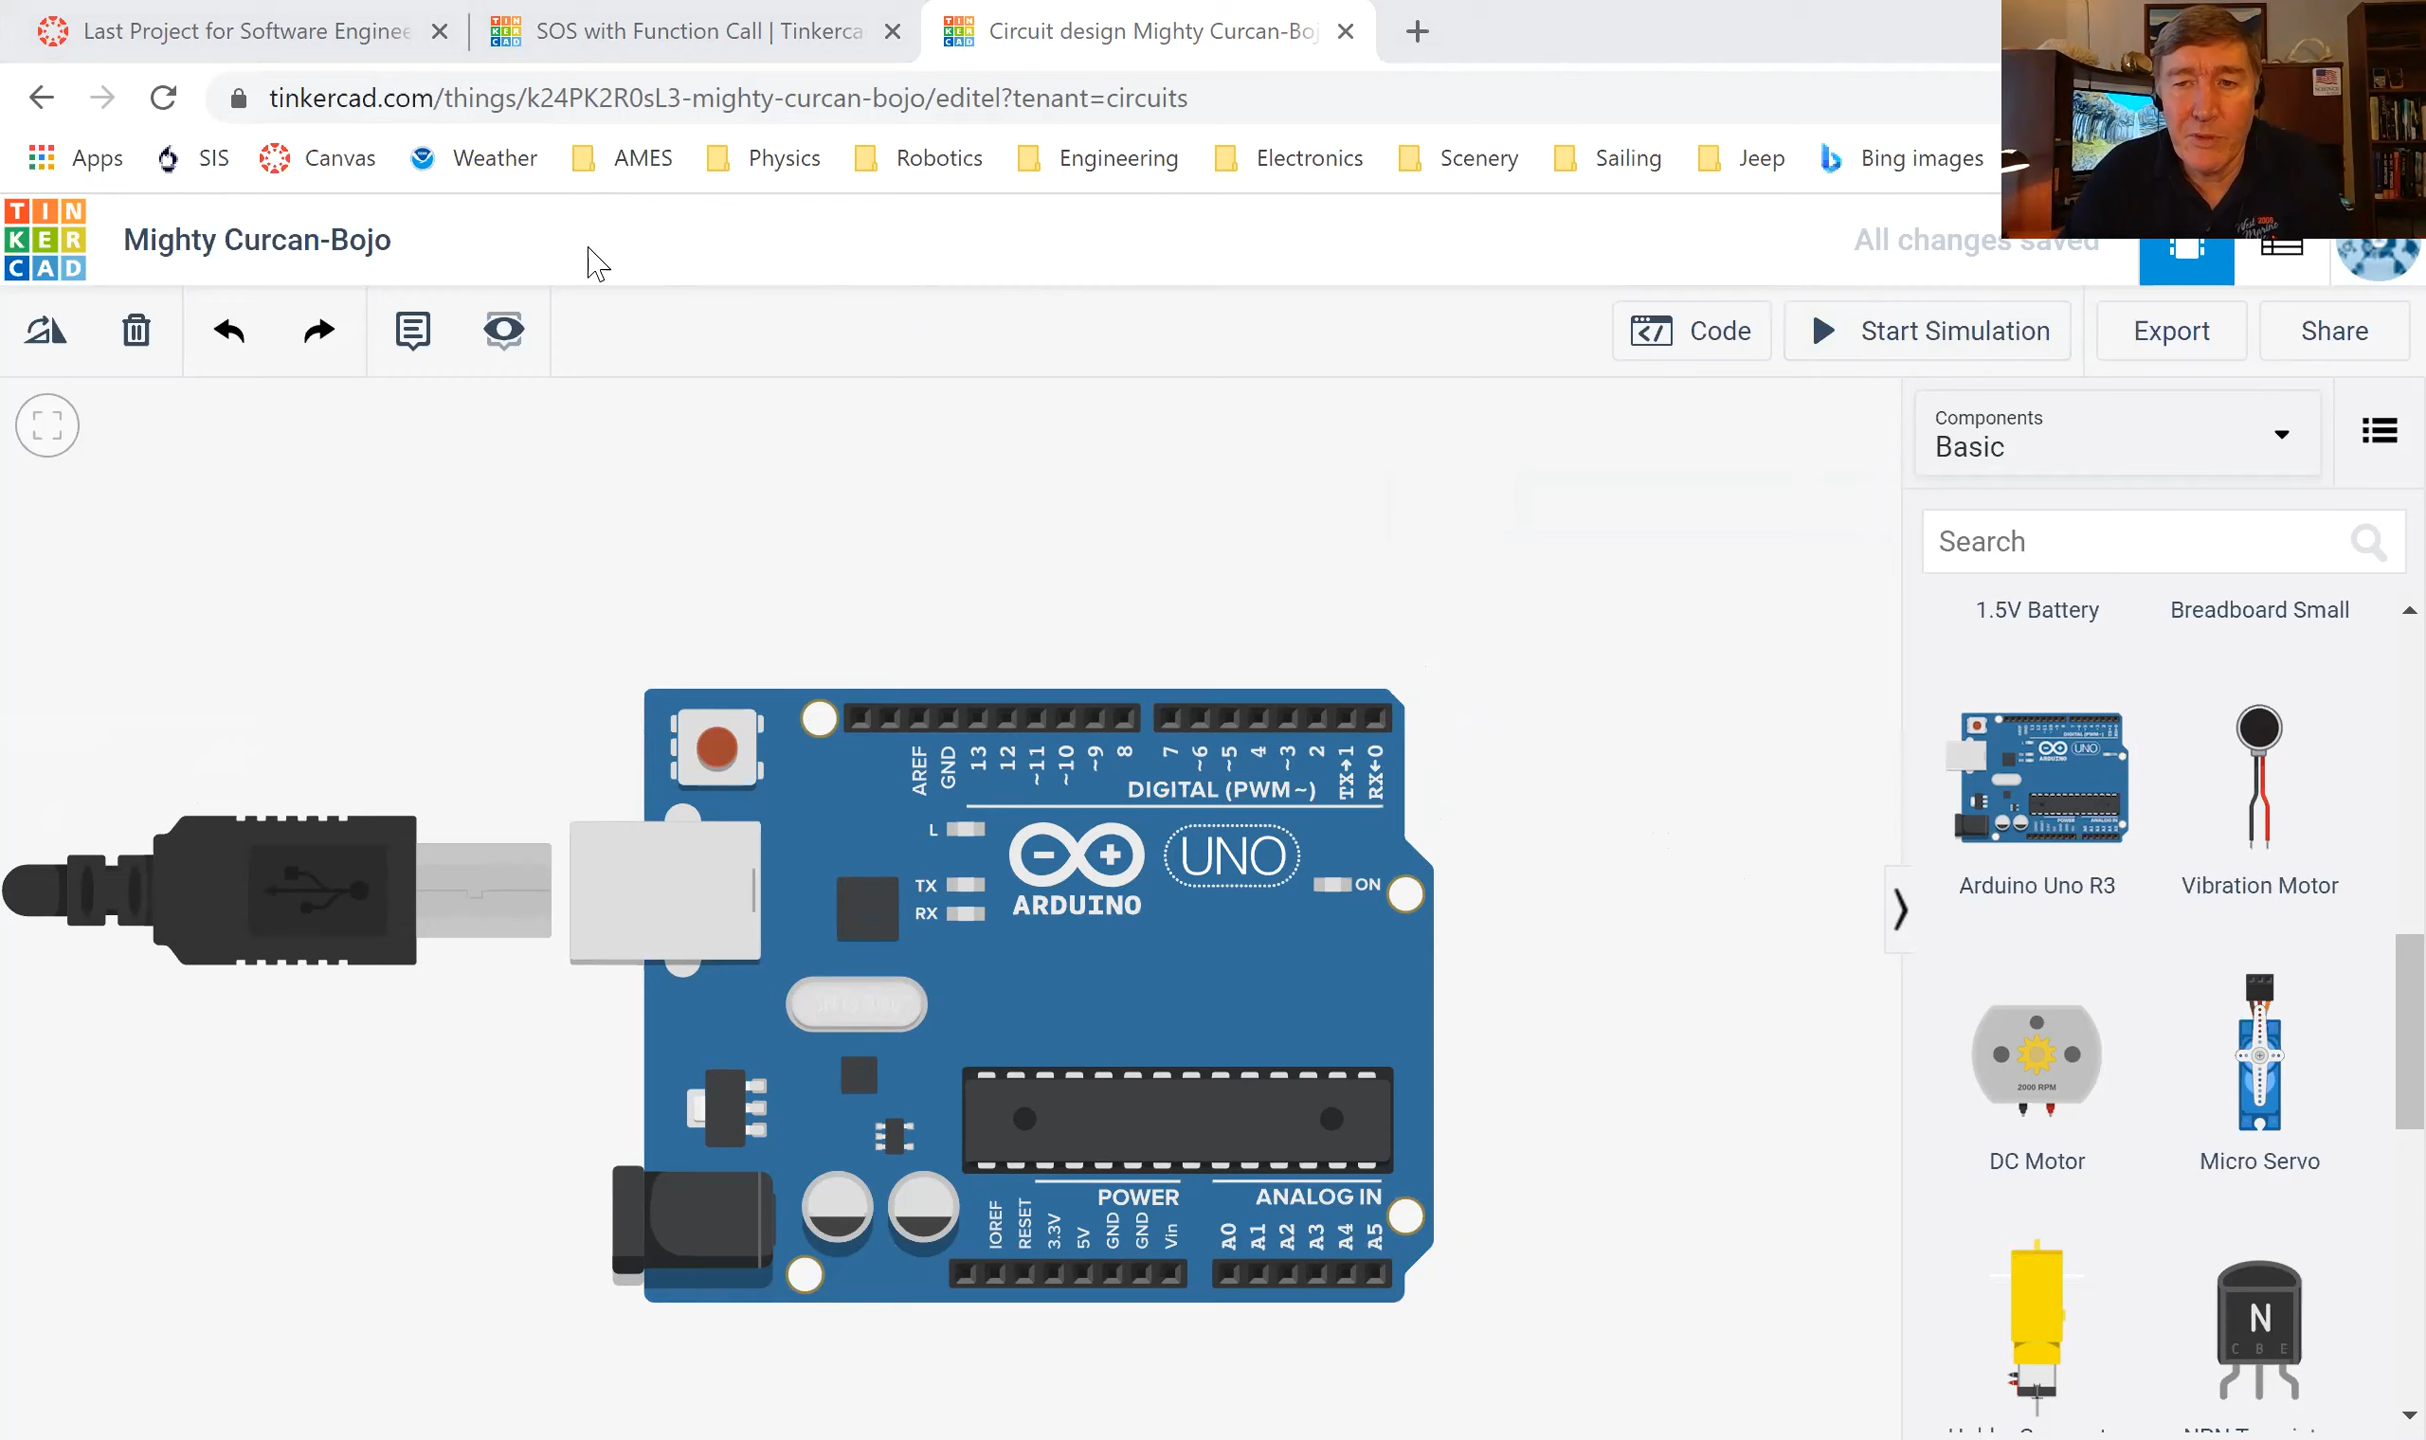 Last Project for Software Enginee
SOS with Function Call | Tinkerca
Circuit design Mighty Curcan-Boj
tinkercad.com/things/k24PK2R0sL3-mighty-curcan-bojo/editel?tenant=circuits
Apps SIS Canvas Weather AMES Physics Robotics Engineering Electronics Scenery Sailing Jeep Bing images
TIN
KER
CAD
Mighty Curcan-Bojo
All changes saved
Code
Start Simulation
Export
Share
Components
Basic
Search
1.5V Battery
Breadboard Small
Arduino Uno R3
Vibration Motor
2000 RPM
DC Motor
Micro Servo
N
C B E
AREF GND 13 12 ~11 ~10 ~9 8 7 ~6 ~5 4 ~3 2 TX→1 RX←0
DIGITAL (PWM~)
L
TX
RX
ARDUINO
UNO
ON
POWER
ANALOG IN
IOREF RESET 3.3V 5V GND GND Vin A0 A1 A2 A3 A4 A5
West Marine